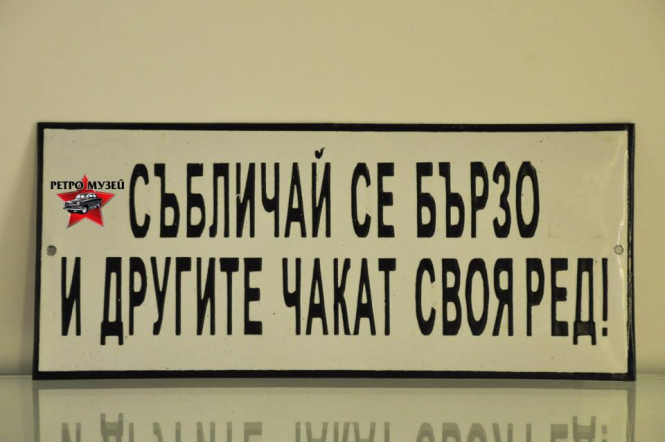 РЕТРО МУЗЕЙ
СЪБЛИЧАЙ СЕ БЪРЗО
И ДРУГИТЕ ЧАКАТ СВОЯ РЕД!